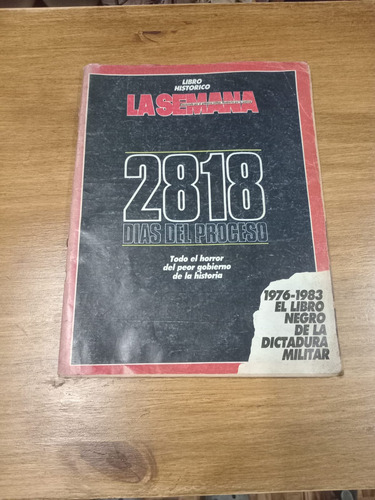 LIBRO
HISTORICO
LA SEMANA
2818
DIAS DEL PROCESO
Todo el horror
del peor gobierno
de la historia
1976-1983
EL LIBRO
NEGRO
DE LA
DICTADURA
MILITAR